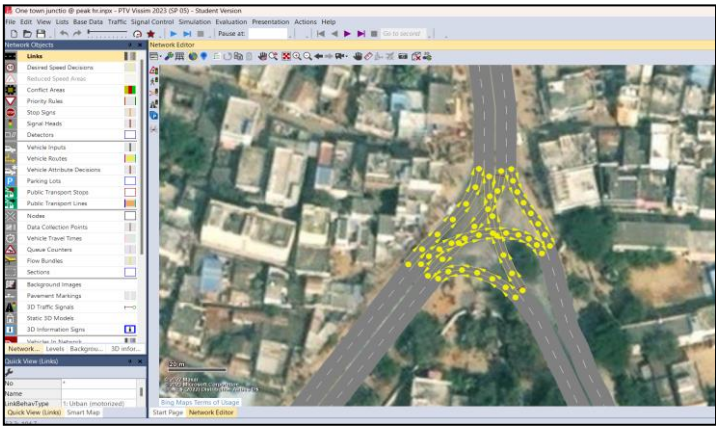 One town junctio @ peak hr.inpx - PTV Vissim 2023 (SP 05) - Student Version
File Edit View Lists Base Data Traffic Signal Control Simulation Evaluation Presentation Actions Help
Pause at:
Go to second
Network Objects
Network Editor
Links
Desired Speed Decisions
Reduced Speed Areas
Conflict Areas
Priority Rules
Stop Signs
Signal Heads
Detectors
Vehicle Inputs
Vehicle Routes
Vehicle Attribute Decisions
Parking Lots
Public Transport Stops
Public Transport Lines
Nodes
Data Collection Points
Vehicle Travel Times
Queue Counters
Flow Bundles
Sections
Background Images
Pavement Markings
3D Traffic Signals
Static 3D Models
3D Information Signs
Vehicles In Network
Network... Levels Backgrou... 3D infor...
Quick View (Links)
No
Name
LinkBehavType 1: Urban (motorized)
Quick View (Links) Smart Map
20 m
Bing Maps Terms of Usage
Start Page Network Editor